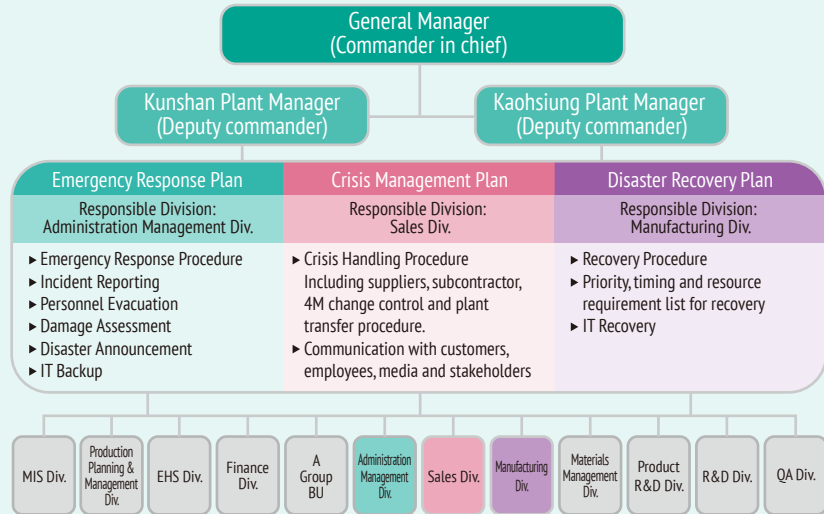 General Manager
(Commander in chief)
Kunshan Plant Manager
(Deputy commander)
Kaohsiung Plant Manager
(Deputy commander)
Emergency Response Plan
Responsible Division:
Administration Management Div.
▸ Emergency Response Procedure
▸ Incident Reporting
▸ Personnel Evacuation
▸ Damage Assessment
▸ Disaster Announcement
▸ IT Backup
Crisis Management Plan
Responsible Division:
Sales Div.
▸ Crisis Handling Procedure
Including suppliers, subcontractor,
4M change control and plant
transfer procedure.
▸ Communication with customers,
employees, media and stakeholders
Disaster Recovery Plan
Responsible Division:
Manufacturing Div.
▸ Recovery Procedure
▸ Priority, timing and resource
requirement list for recovery
▸ IT Recovery
MIS Div.
Production
Planning &
Management
Div.
EHS Div.
Finance
Div.
A
Group
BU
Administration
Management
Div.
Sales Div.
Manufacturing
Div.
Materials
Management
Div.
Product
R&D Div.
R&D Div.
QA Div.